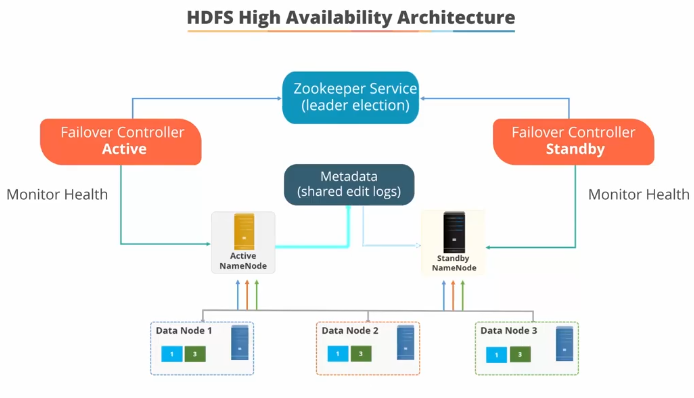 HDFS High Availability Architecture
Zookeeper Service
(leader election)
Failover Controller
Active
Failover Controller
Standby
Monitor Health
Metadata
(shared edit logs)
Monitor Health
Active
NameNode
Standby
NameNode
Data Node 1
1 3
Data Node 2
1 3
Data Node 3
1 3